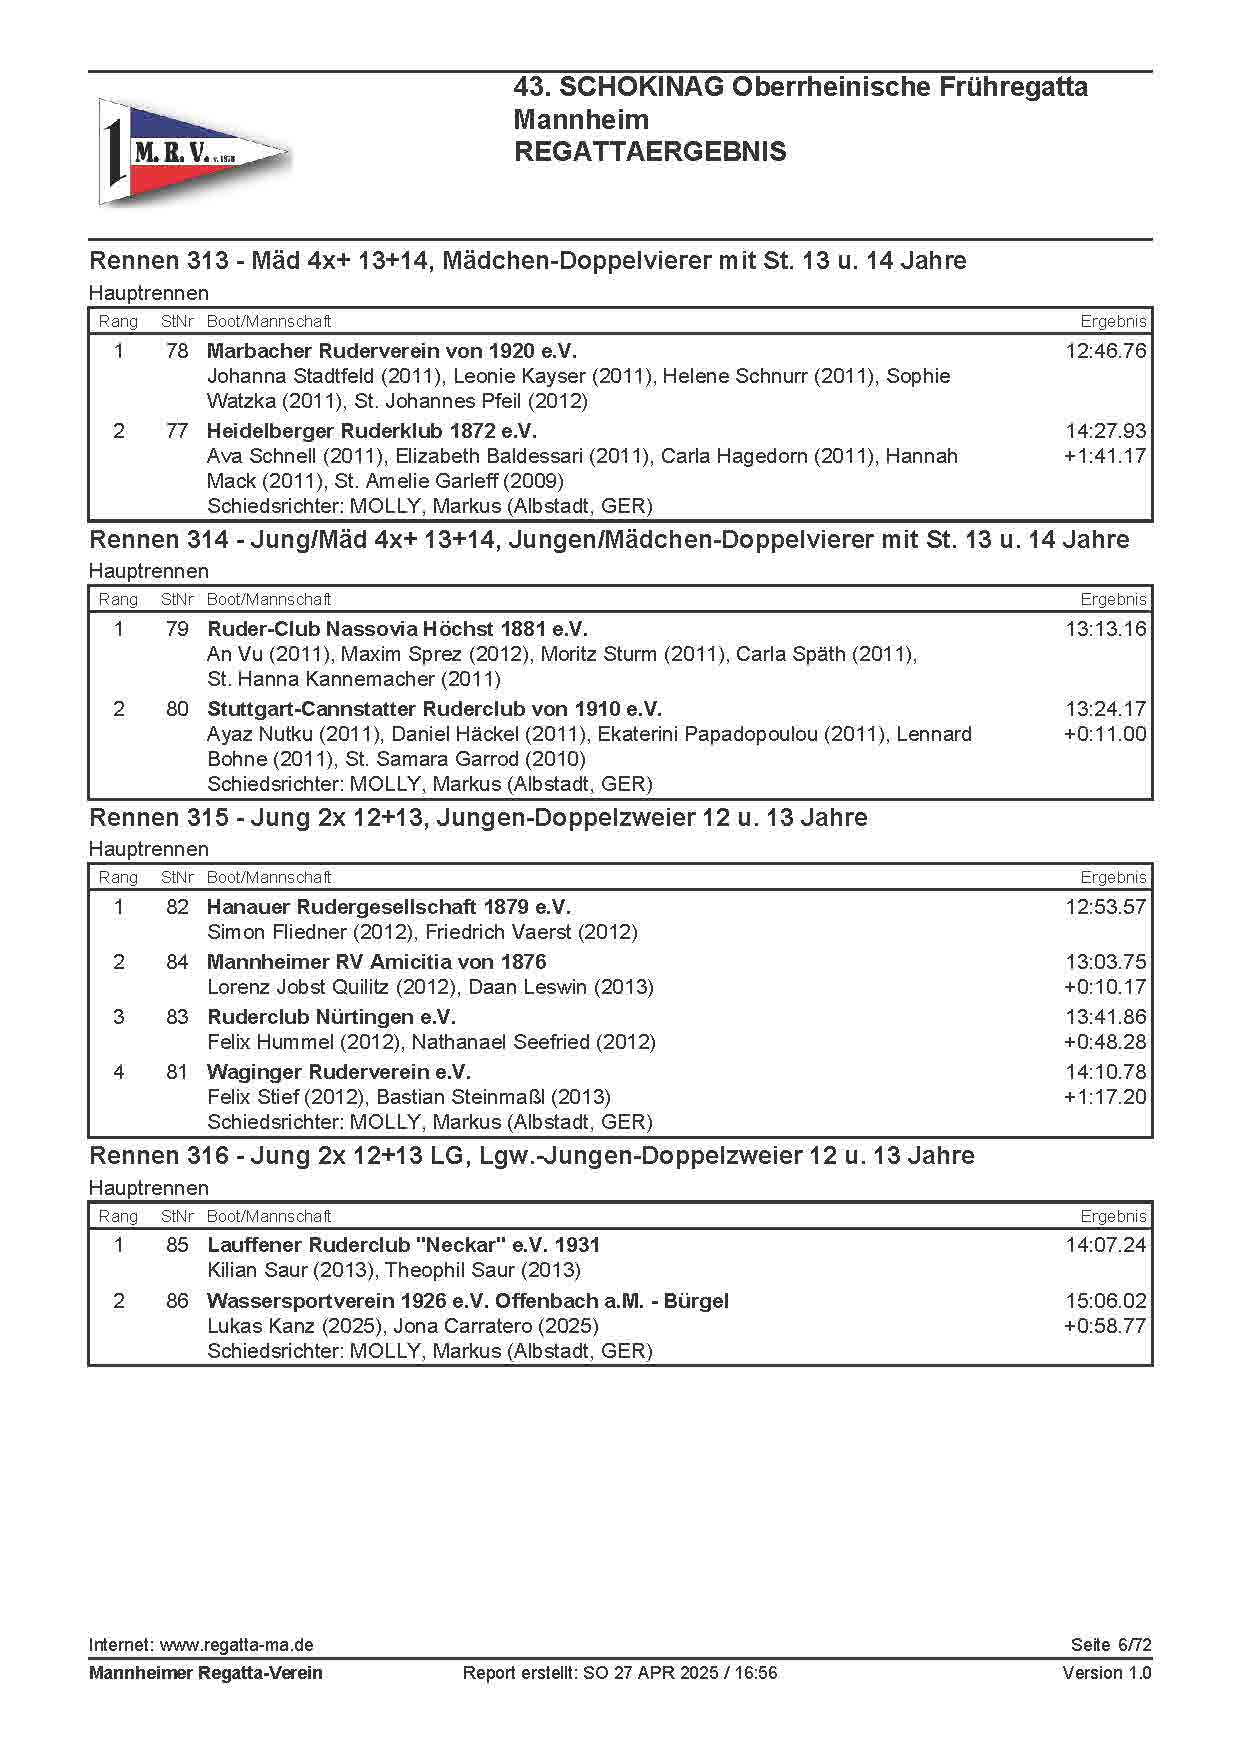 43. SCHOKINAG Oberrheinische Frühregatta
Mannheim
REGATTAERGEBNIS
1 M. R. V. v. 1878
Rennen 313 - Mäd 4x+ 13+14, Mädchen-Doppelvierer mit St. 13 u. 14 Jahre
Hauptrennen
Rang StNr Boot/Mannschaft Ergebnis
1 78 Marbacher Ruderverein von 1920 e.V. 12:46.76
Johanna Stadtfeld (2011), Leonie Kayser (2011), Helene Schnurr (2011), Sophie
Watzka (2011), St. Johannes Pfeil (2012)
2 77 Heidelberger Ruderklub 1872 e.V. 14:27.93
Ava Schnell (2011), Elizabeth Baldessari (2011), Carla Hagedorn (2011), Hannah +1:41.17
Mack (2011), St. Amelie Garleff (2009)
Schiedsrichter: MOLLY, Markus (Albstadt, GER)
Rennen 314 - Jung/Mäd 4x+ 13+14, Jungen/Mädchen-Doppelvierer mit St. 13 u. 14 Jahre
Hauptrennen
Rang StNr Boot/Mannschaft Ergebnis
1 79 Ruder-Club Nassovia Höchst 1881 e.V. 13:13.16
An Vu (2011), Maxim Sprez (2012), Moritz Sturm (2011), Carla Späth (2011),
St. Hanna Kannemacher (2011)
2 80 Stuttgart-Cannstatter Ruderclub von 1910 e.V. 13:24.17
Ayaz Nutku (2011), Daniel Häckel (2011), Ekaterini Papadopoulou (2011), Lennard +0:11.00
Bohne (2011), St. Samara Garrod (2010)
Schiedsrichter: MOLLY, Markus (Albstadt, GER)
Rennen 315 - Jung 2x 12+13, Jungen-Doppelzweier 12 u. 13 Jahre
Hauptrennen
Rang StNr Boot/Mannschaft Ergebnis
1 82 Hanauer Rudergesellschaft 1879 e.V. 12:53.57
Simon Fliedner (2012), Friedrich Vaerst (2012)
2 84 Mannheimer RV Amicitia von 1876 13:03.75
Lorenz Jobst Quilitz (2012), Daan Leswin (2013) +0:10.17
3 83 Ruderclub Nürtingen e.V. 13:41.86
Felix Hummel (2012), Nathanael Seefried (2012) +0:48.28
4 81 Waginger Ruderverein e.V. 14:10.78
Felix Stief (2012), Bastian Steinmaßl (2013) +1:17.20
Schiedsrichter: MOLLY, Markus (Albstadt, GER)
Rennen 316 - Jung 2x 12+13 LG, Lgw.-Jungen-Doppelzweier 12 u. 13 Jahre
Hauptrennen
Rang StNr Boot/Mannschaft Ergebnis
1 85 Lauffener Ruderclub "Neckar" e.V. 1931 14:07.24
Kilian Saur (2013), Theophil Saur (2013)
2 86 Wassersportverein 1926 e.V. Offenbach a.M. - Bürgel 15:06.02
Lukas Kanz (2025), Jona Carratero (2025) +0:58.77
Schiedsrichter: MOLLY, Markus (Albstadt, GER)
Internet: www.regatta-ma.de Seite 6/72
Mannheimer Regatta-Verein Report erstellt: SO 27 APR 2025 / 16:56 Version 1.0